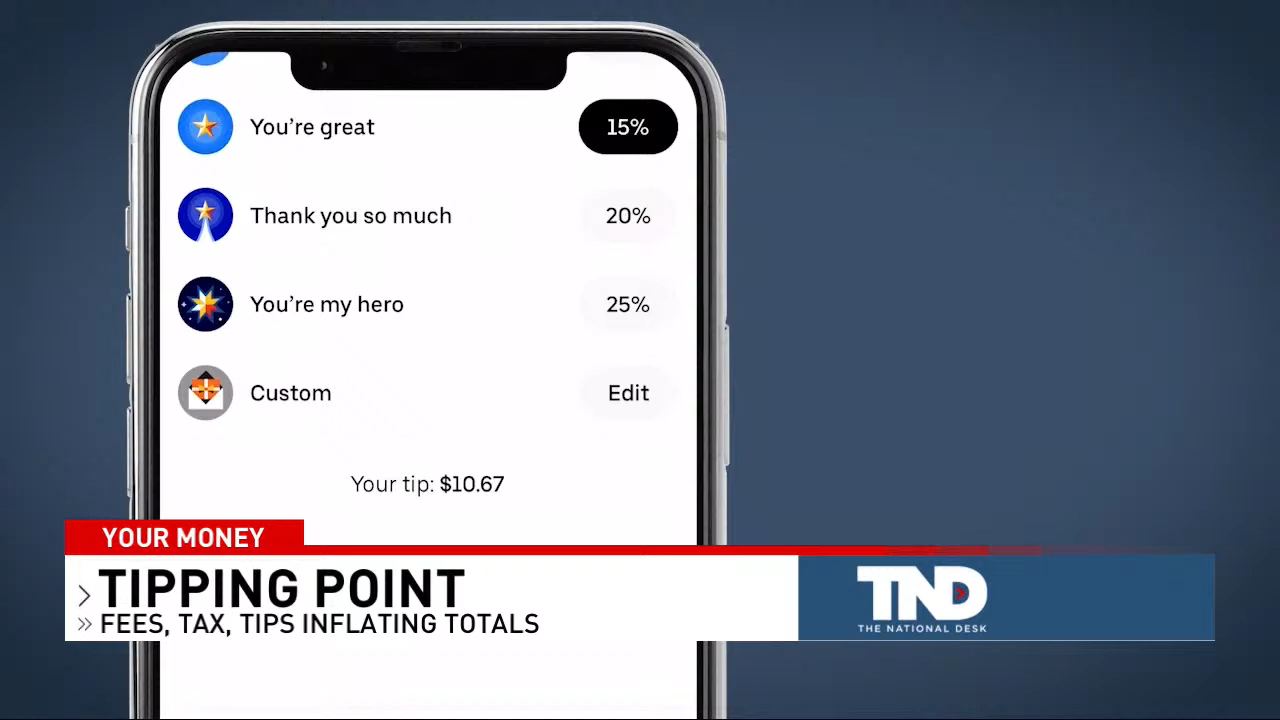 You're great 15%
Thank you so much 20%
You're my hero 25%
Custom Edit
Your tip: $10.67
YOUR MONEY
TIPPING POINT
FEES, TAX, TIPS INFLATING TOTALS
TND
THE NATIONAL DESK